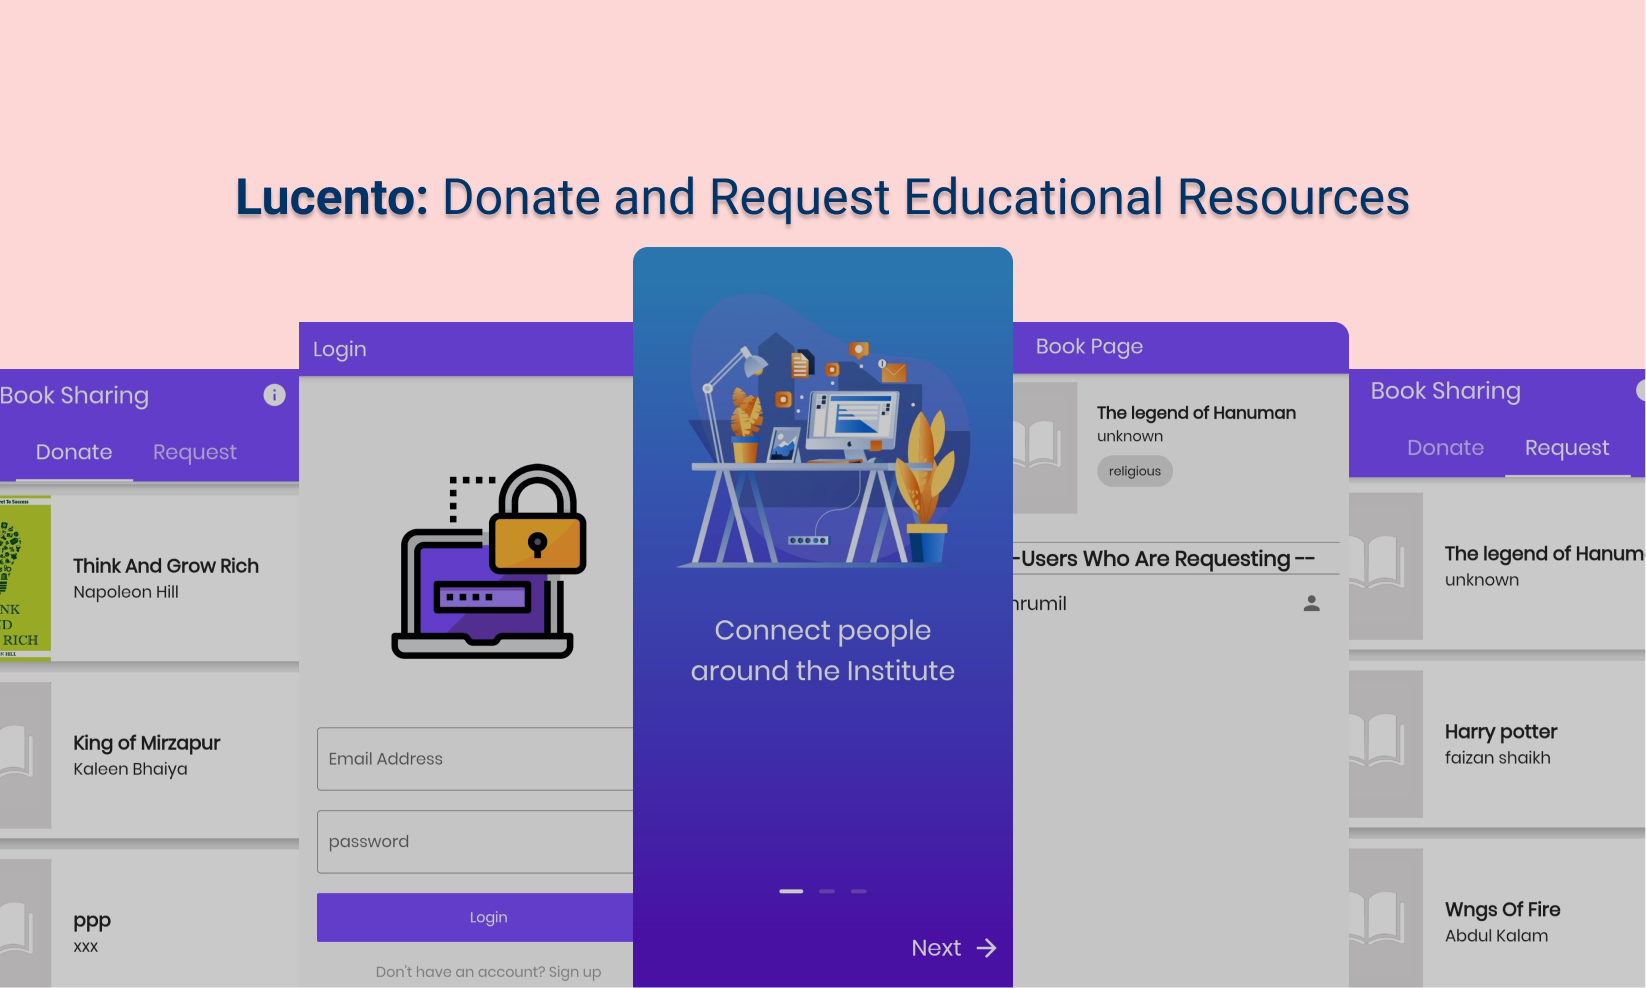 Lucento: Donate and Request Educational Resources
Book Sharing
Donate Request
Think And Grow Rich
Napoleon Hill
RICH
King of Mirzapur
Kaleen Bhaiya
ppp
xxx
Login
Email Address
password
Login
Don't have an account? Sign up
Connect people
around the Institute
Next
Book Page
The legend of Hanuman
unknown
religious
-Users Who Are Requesting --
hrumil
Book Sharing
Donate Request
The legend of Hanum
unknown
Harry potter
faizan shaikh
Wngs Of Fire
Abdul Kalam